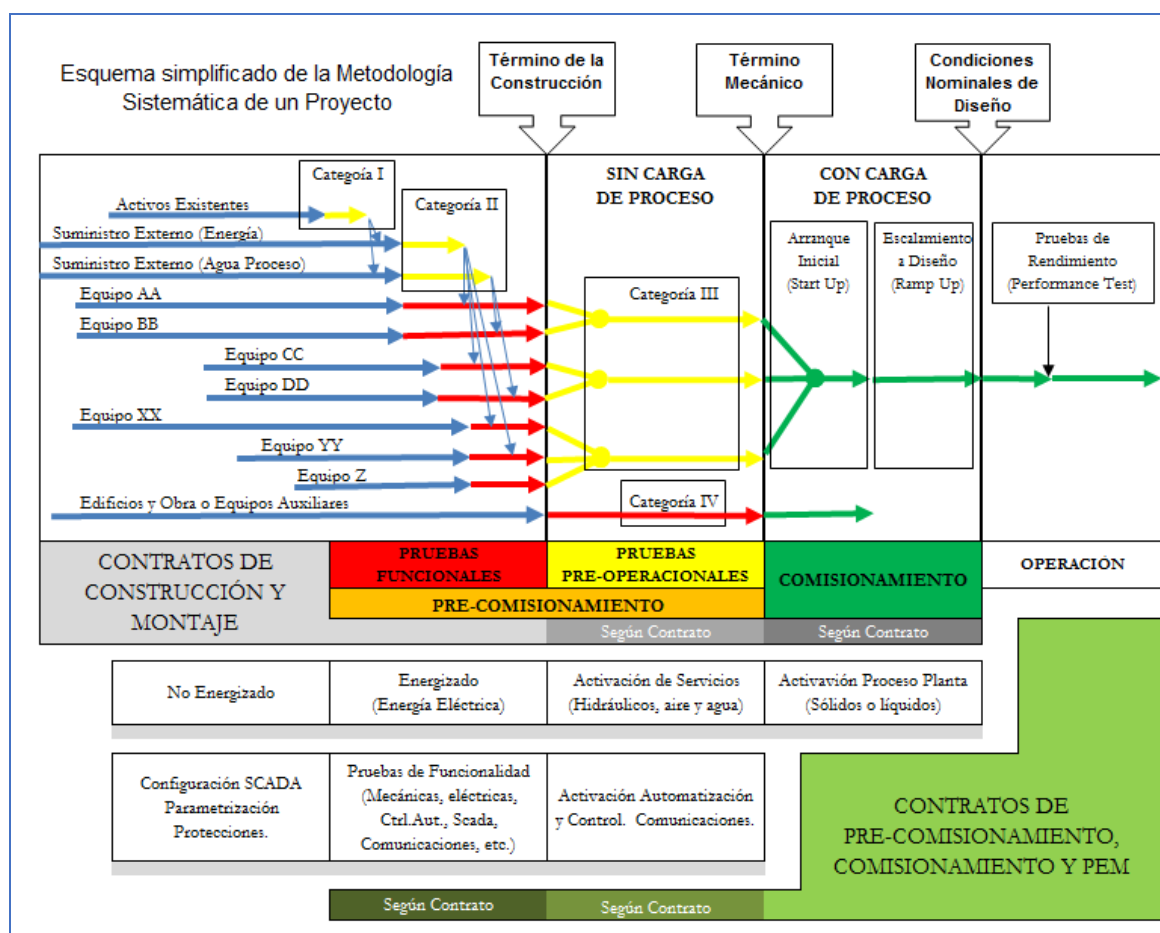 Esquema simplificado de la Metodología
Sistemática de un Proyecto
Término de la
Construcción
Término
Mecánico
Condiciones
Nominales de
Diseño
Categoía I
Categoría II
SIN CARGA
DE PROCESO
CON CARGA
DE PROCESO
Activos Existentes
Suministro Externo (Energía)
Suministro Externo (Agua Proceso)
Equipo AA
Equipo BB
Equipo CC
Equipo DD
Equipo XX
Equipo YY
Equipo Z
Edificios y Obra o Equipos Auxiliares
Categoría III
Categoría IV
Arranque
Inicial
(Start Up)
Escalamiento
a Diseño
(Ramp Up)
Pruebas de
Rendimiento
(Performance Test)
CONTRATOS DE
CONSTRUCCIÓN Y
MONTAJE
PRUEBAS
FUNCIONALES
PRUEBAS
PRE-OPERACIONALES
PRE-COMISIONAMIENTO
COMISIONAMIENTO
OPERACIÓN
Según Contrato
Según Contrato
No Energizado
Energizado
(Energía Eléctrica)
Activación de Servicios
(Hidráulicos, aire y agua)
Activavión Proceso Planta
(Sólidos o líquidos)
Configuración SCADA
Parametrización
Protecciones.
Pruebas de Funcionalidad
(Mecánicas, eléctricas,
Ctrl.Aut., Scada,
Comunicaciones, etc.)
Activación Automatización
y Control. Comunicaciones.
CONTRATOS DE
PRE-COMISIONAMIENTO,
COMISIONAMIENTO Y PEM
Según Contrato
Según Contrato